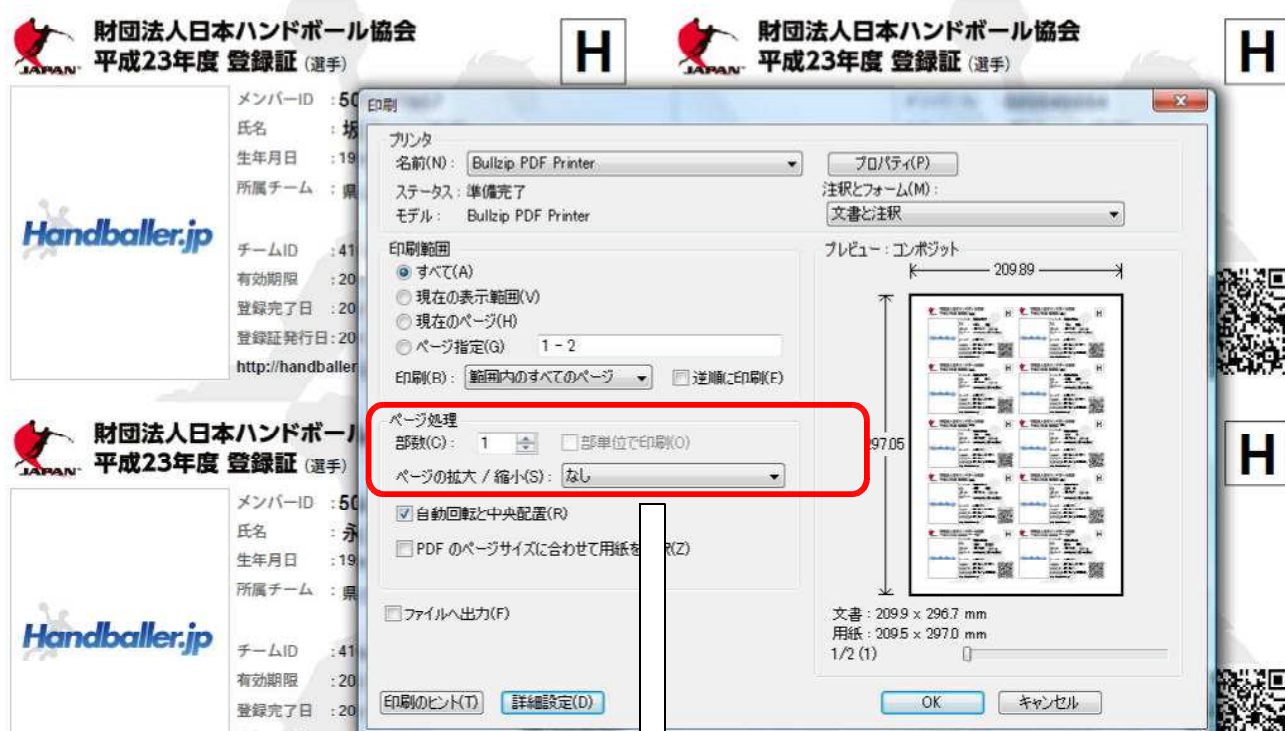 財団法人日本ハンドボール協会
平成23年度 登録証 (選手)
H
JAPAN
財団法人日本ハンドボール協会
平成23年度 登録証 (選手)
H
JAPAN
メンバーID :50
氏名 :坂
生年月日 :19
所属チーム :県
Handballer.jp
チームID :41
有効期限 :20
登録完了日 :20
登録証発行日:20
http://handballer
財団法人日本ハンドボー
平成23年度 登録証 (選手)
JAPAN
H
メンバーID :50
氏名 :永
生年月日 :19
所属チーム :県
Handballer.jp
チームID :41
有効期限 :20
登録完了日 :20
印刷
プリンタ
名前(N): Bullzip PDF Printer
プロパティ(P)
ステータス:準備完了
注釈とフォーム(M):
モデル: Bullzip PDF Printer
文書と注釈
印刷範囲
すべて(A)
現在の表示範囲(V)
現在のページ(H)
ページ指定(G) 1 - 2
印刷(B): 範囲内のすべてのページ
逆順に印刷(F)
ページ処理
部数(C): 1
部単位で印刷(O)
ページの拡大 / 縮小(S): なし
自動回転と中央配置(R)
PDF のページサイズに合わせて用紙を 択(Z)
ファイルへ出力(F)
印刷のヒント(T)
詳細設定(D)
プレビュー:コンポジット
209.89
297.05
文書:209.9 x 296.7 mm
用紙:209.5 x 297.0 mm
1/2 (1)
OK
キャンセル